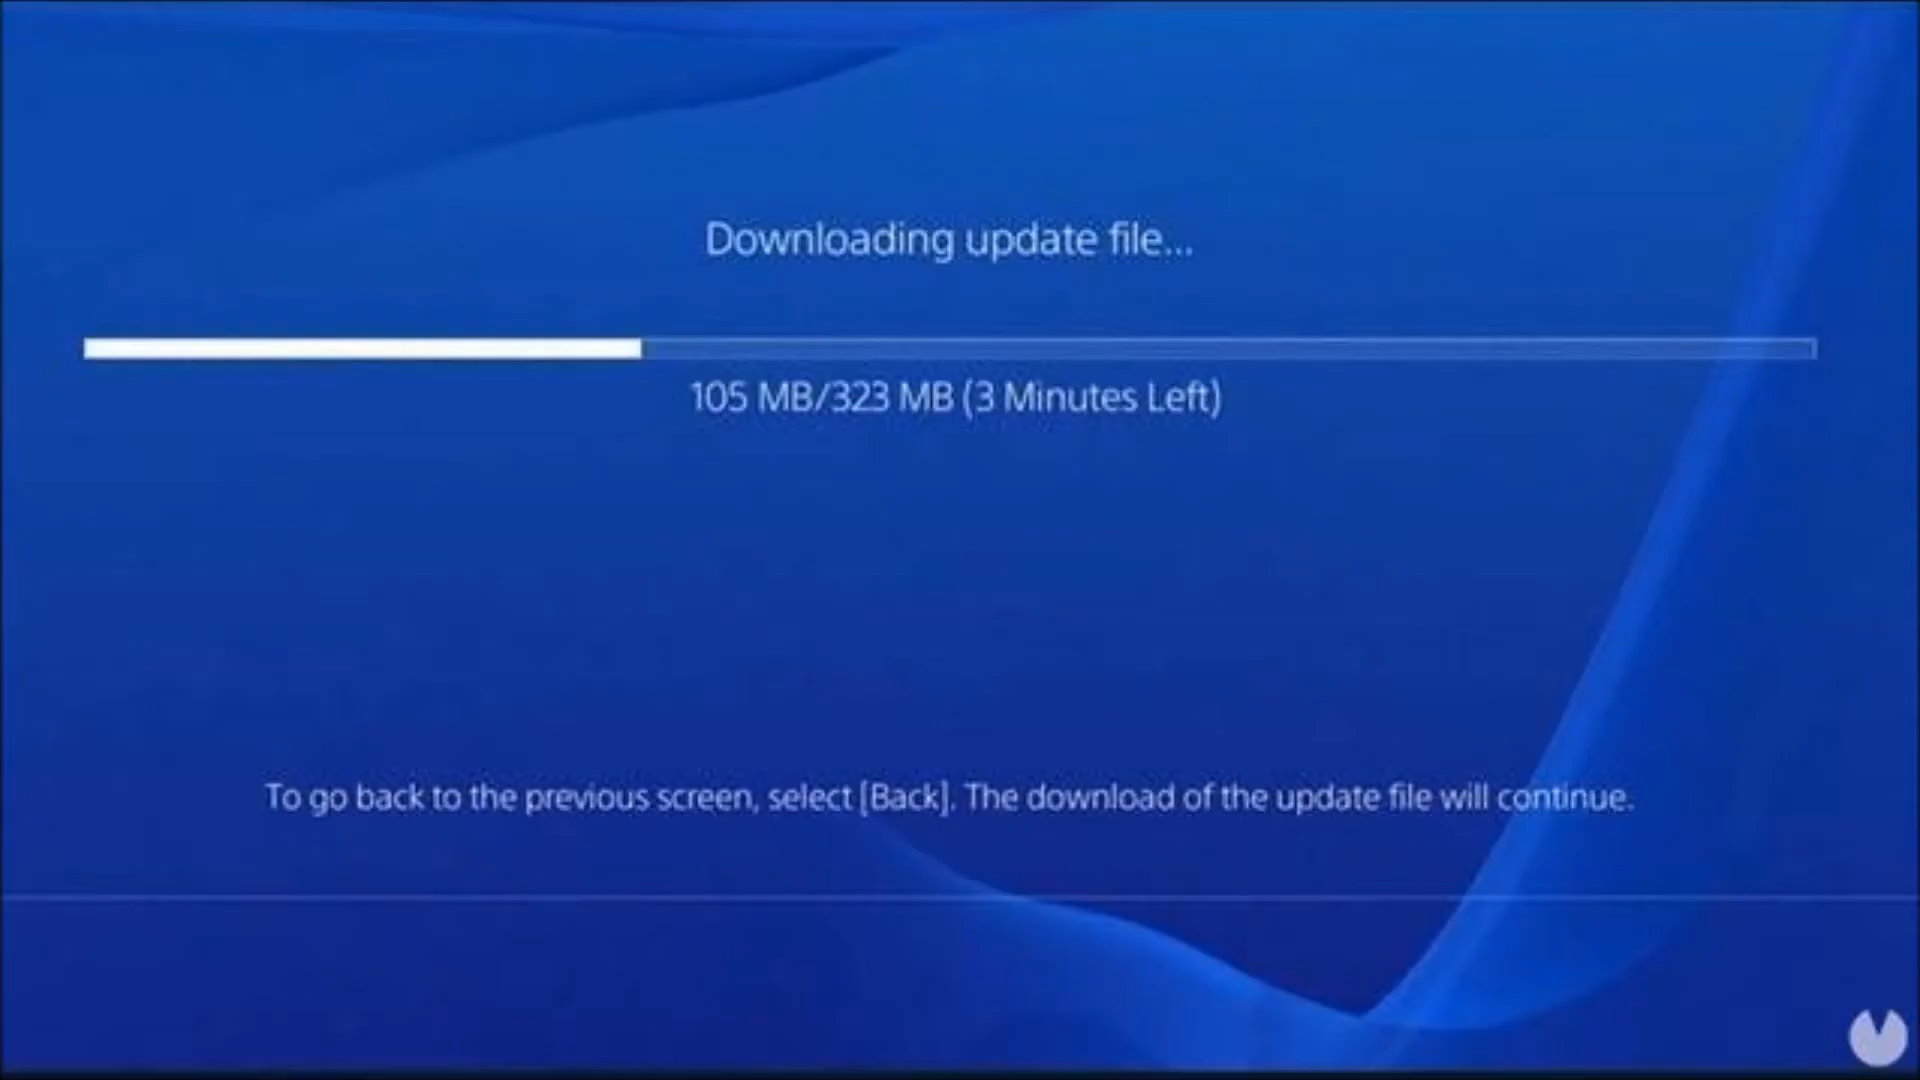 Downloading update file...
105 MB/323 MB (3 Minutes Left)
To go back to the previous screen, select [Back]. The download of the update file will continue.